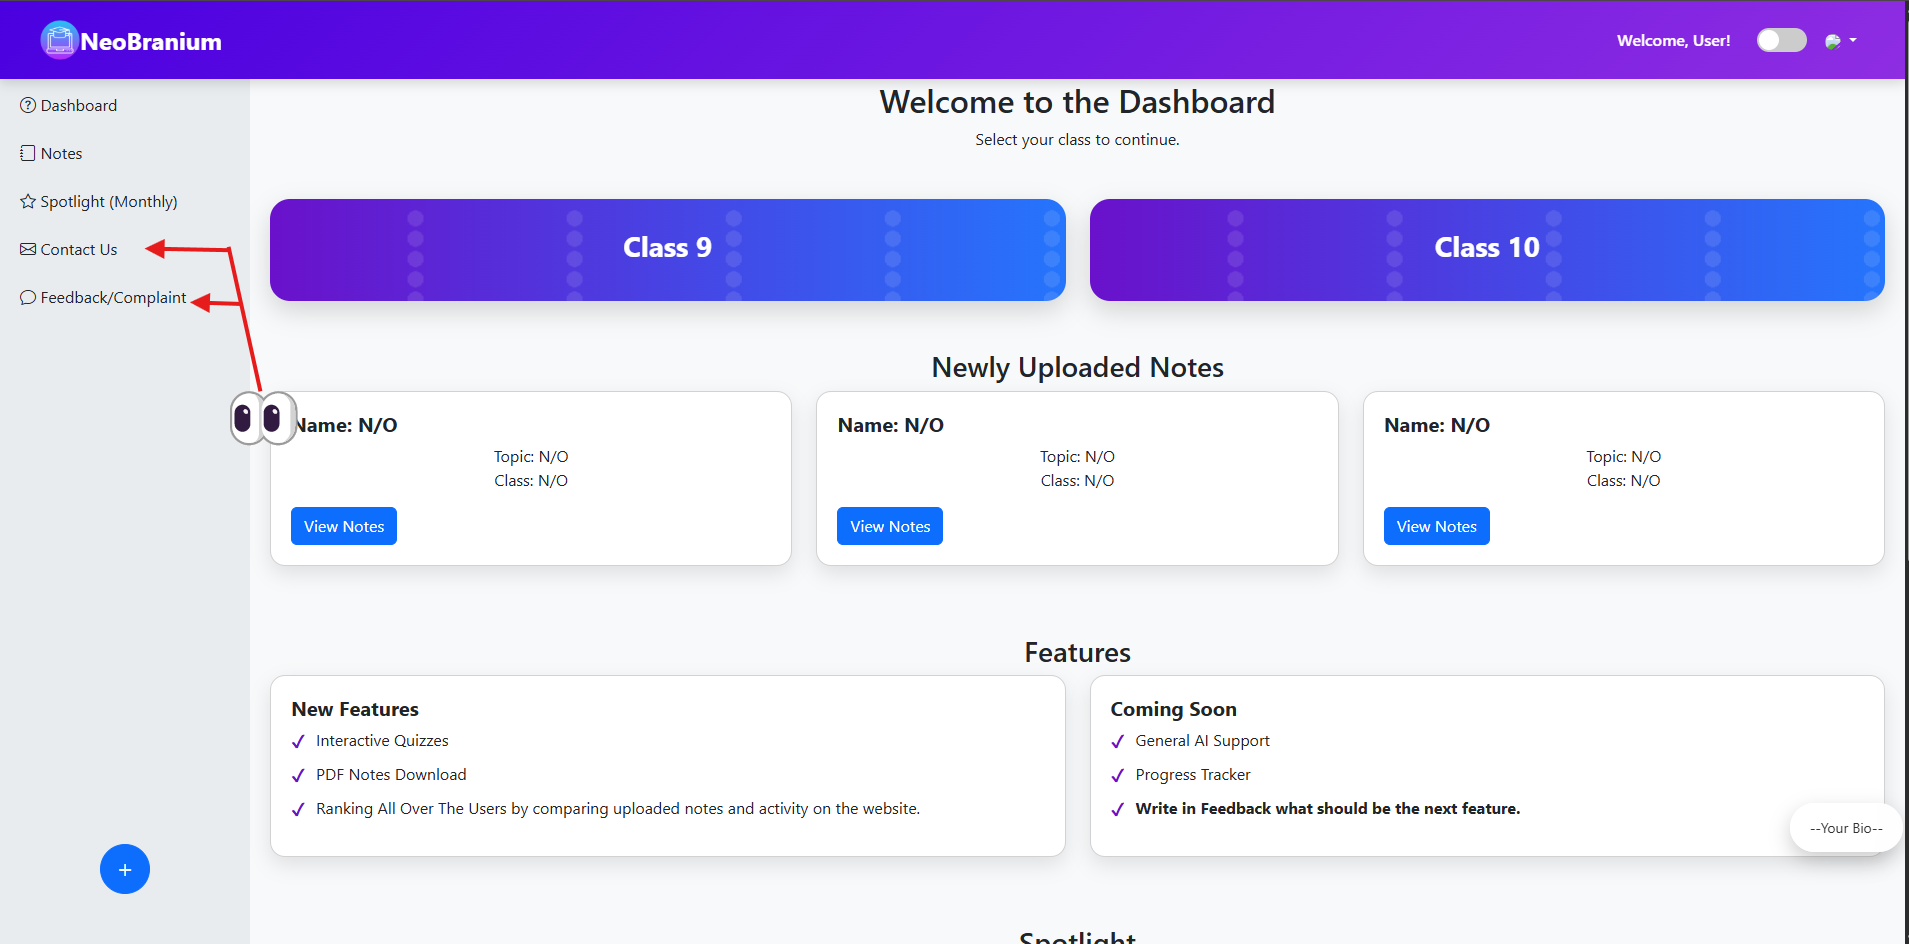 NeoBranium
Welcome, User!
Dashboard
Notes
Spotlight (Monthly)
Contact Us
Feedback/Complaint
Welcome to the Dashboard
Select your class to continue.
Class 9
Class 10
Newly Uploaded Notes
Name: N/O
Topic: N/O
Class: N/O
View Notes
Name: N/O
Topic: N/O
Class: N/O
View Notes
Name: N/O
Topic: N/O
Class: N/O
View Notes
Features
New Features
Interactive Quizzes
PDF Notes Download
Ranking All Over The Users by comparing uploaded notes and activity on the website.
Coming Soon
General AI Support
Progress Tracker
Write in Feedback what should be the next feature.
--Your Bio--
+
Spotlight